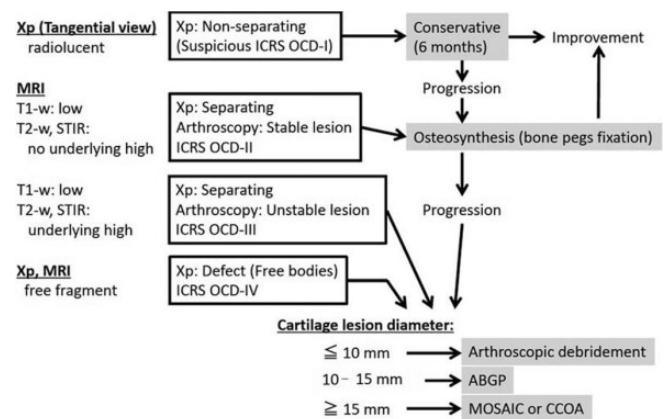 Xp (Tangential view)
radiolucent
Xp: Non-separating
(Suspicious ICRS OCD-I)
Conservative
(6 months)
Improvement
Progression
MRI
T1-w: low
T2-w, STIR:
no underlying high
Xp: Separating
Arthroscopy: Stable lesion
ICRS OCD-II
Osteosynthesis (bone pegs fixation)
T1-w: low
T2-w, STIR:
underlying high
Xp: Separating
Arthroscopy: Unstable lesion
ICRS OCD-III
Progression
Xp, MRI
free fragment
Xp: Defect (Free bodies)
ICRS OCD-IV
Cartilage lesion diameter:
≦ 10 mm
Arthroscopic debridement
10– 15 mm
ABGP
≧ 15 mm
MOSAIC or CCOA